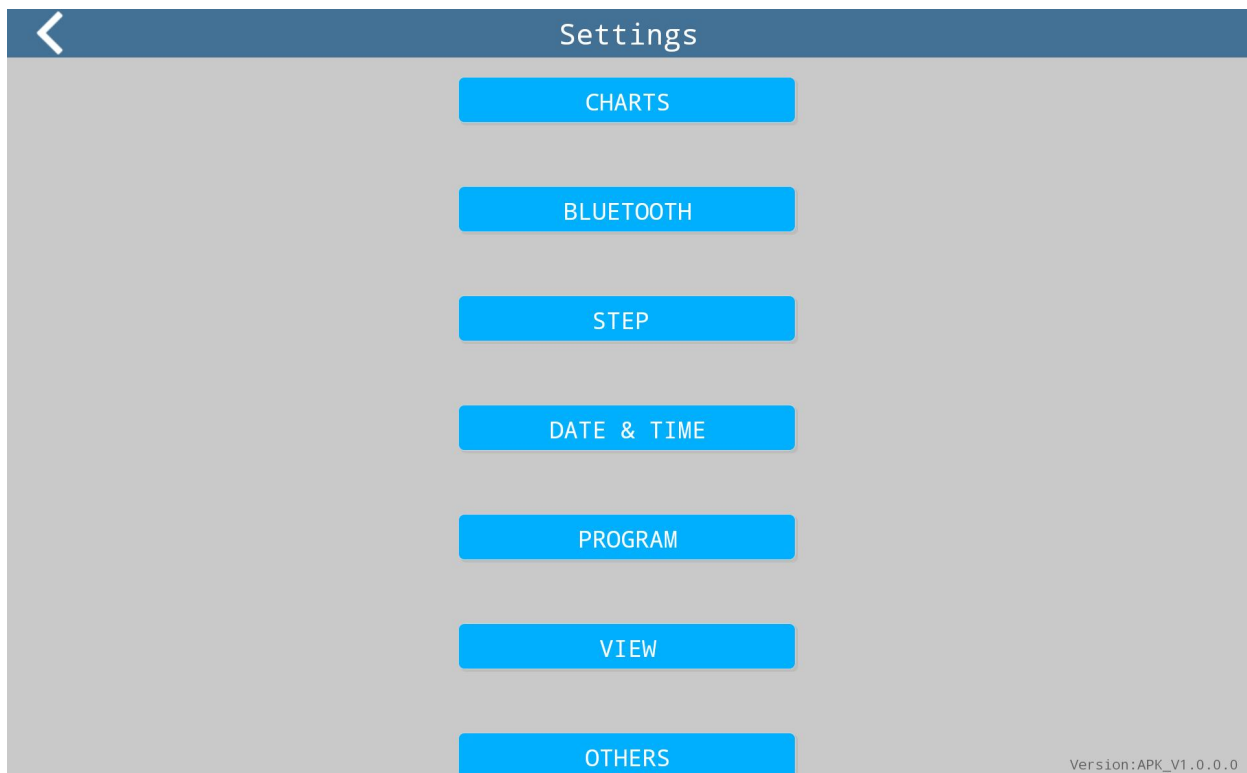 Settings
CHARTS
BLUETOOTH
STEP
DATE & TIME
PROGRAM
VIEW
OTHERS
Version:APK_V1.0.0.0